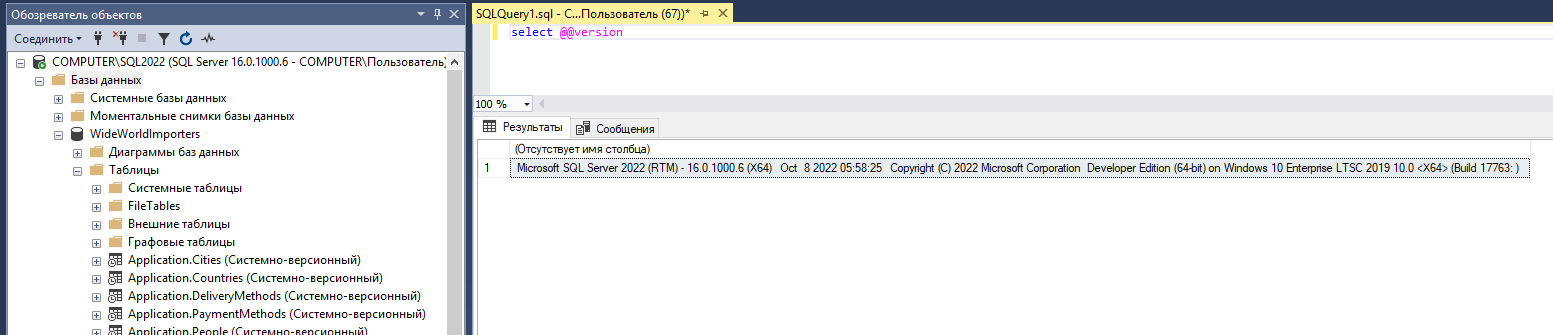 Обозреватель объектов
Соединить
COMPUTER\SQL2022 (SQL Server 16.0.1000.6 - COMPUTER\Пользователь)
Базы данных
Системные базы данных
Моментальные снимки базы данных
WideWorldImporters
Диаграммы баз данных
Таблицы
Системные таблицы
FileTables
Внешние таблицы
Графовые таблицы
Application.Cities (Системно-версионный)
Application.Countries (Системно-версионный)
Application.DeliveryMethods (Системно-версионный)
Application.PaymentMethods (Системно-версионный)
Application.People (Системно-версионный)
SQLQuery1.sql - C...Пользователь (67))*
select @@version
100 %
Результаты
Сообщения
(Отсутствует имя столбца)
1 Microsoft SQL Server 2022 (RTM) - 16.0.1000.6 (X64) Oct 8 2022 05:58:25 Copyright (C) 2022 Microsoft Corporation Developer Edition (64-bit) on Windows 10 Enterprise LTSC 2019 10.0 <X64> (Build 17763: )